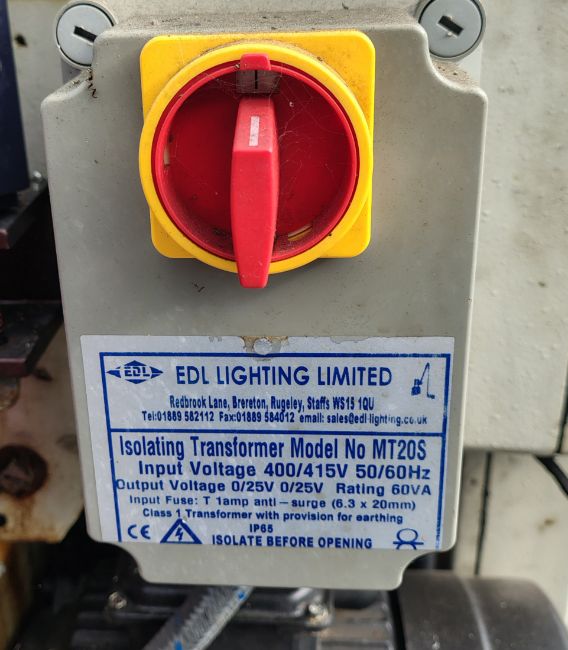 EDL
EDL LIGHTING LIMITED
Redbrook Lane, Brereton, Rugeley, Staffs WS15 1QU
Tel:01889 582112 Fax:01889 584012 email: sales@edl-lighting.co.uk
Isolating Transformer Model No MT20S
Input Voltage 400/415V 50/60Hz
Output Voltage 0/25V 0/25V Rating 60VA
Input Fuse: T 1amp anti-surge (6.3 x 20mm)
Class 1 Transformer with provision for earthing
IP65
CE ISOLATE BEFORE OPENING